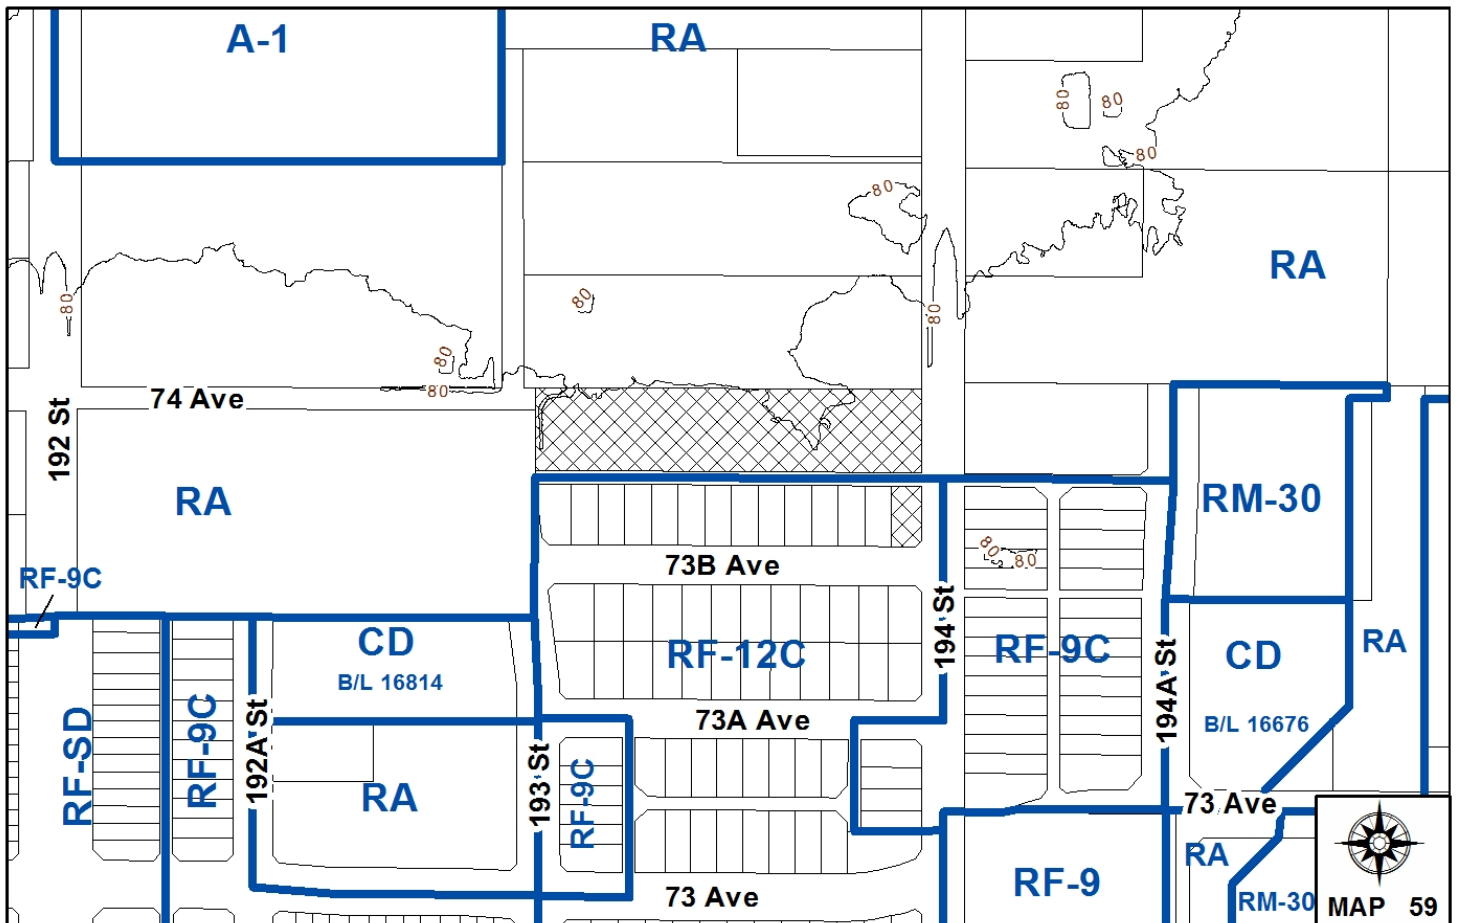 A-1
RA
80
80
80
80
RA
80
80
80
80
80
74 Ave
192 St
RA
RM-30
80
80
73B Ave
RF-9C
194 St
CD
B/L 16814
RF-12C
RF-9C
194A St
CD
B/L 16676
RA
RF-SD
RF-9C
192A St
73A Ave
RA
193 St
RF-9C
73 Ave
RA
RF-9
73 Ave
RM-30
MAP 59